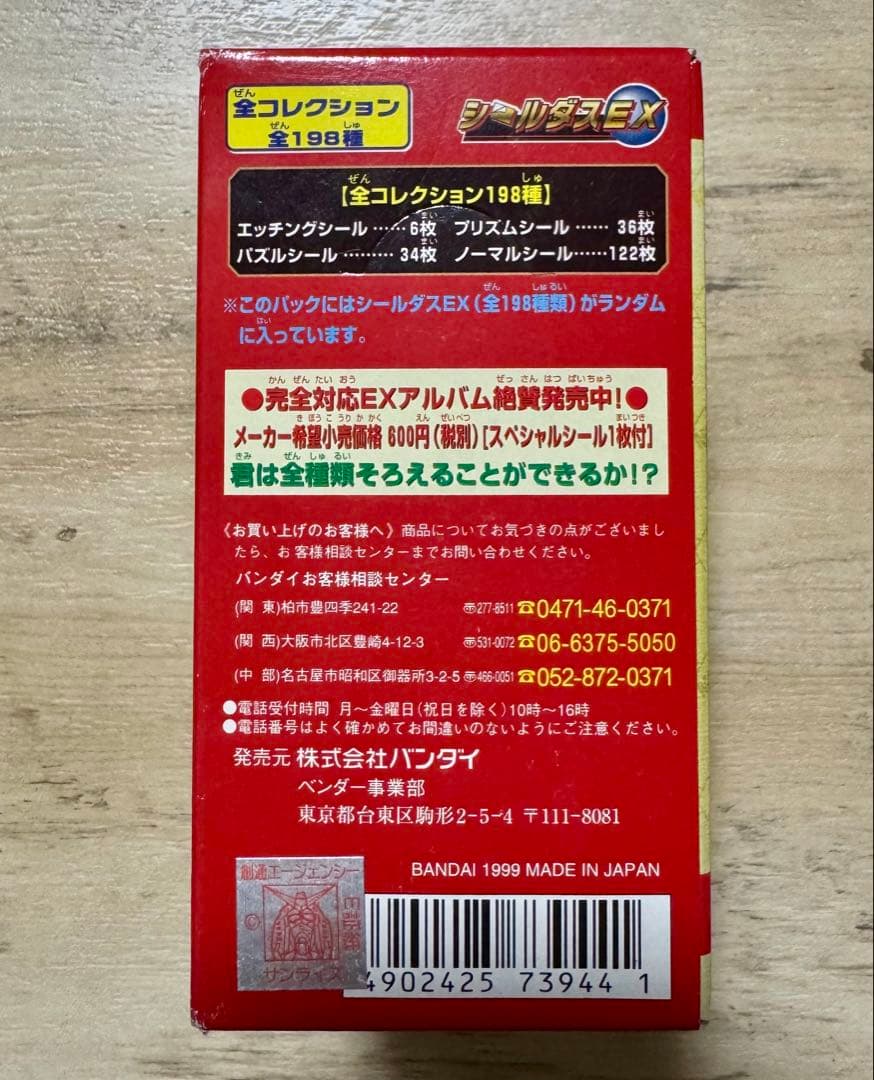 全コレクション
全198種
シールダスEX
【全コレクション198種】
エッチングシール……6枚 プリズムシール…… 36枚
パズルシール……… 34枚 ノーマルシール……122枚
※このパックにはシールダスEX(全198種類)がランダム
に入っています。
●完全対応EXアルバム絶賛発売中!●
メーカー希望小売価格 600円(税別)[スペシャルシール1枚付]
君は全種類そろえることができるか!?
《お買い上げのお客様へ》商品についてお気づきの点がございまし
たら、お客様相談センターまでお問い合わせください。
バンダイお客様相談センター
(関 東)柏市豊四季241-22 〠277-8511 ☎0471-46-0371
(関 西)大阪市北区豊崎4-12-3 〠531-0072 ☎06-6375-5050
(中 部)名古屋市昭和区御器所3-2-5 〠466-0051 ☎052-872-0371
●電話受付時間 月〜金曜日(祝日を除く)10時〜16時
●電話番号はよく確かめてお間違いのないようにご注意ください。
発売元 株式会社バンダイ
ベンダー事業部
東京都台東区駒形2-5-4 〒111-8081
BANDAI 1999 MADE IN JAPAN
創通エージェンシー
©
証紙
サンライズ
4902425 73944 1